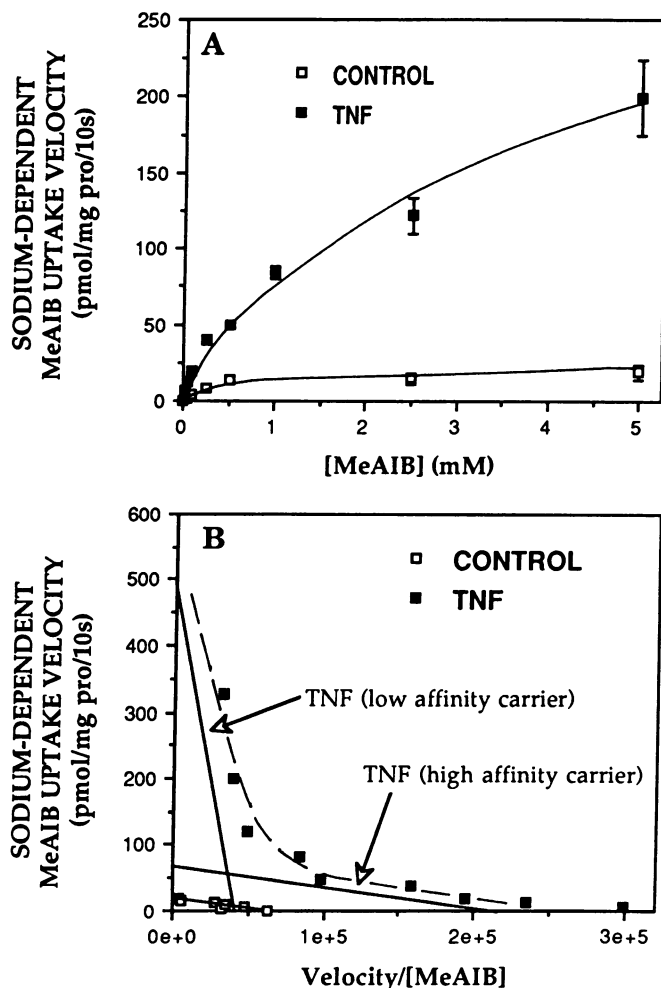 A
CONTROL
TNF
SODIUM-DEPENDENT
MeAIB UPTAKE VELOCITY
(pmol/mg pro/10s)
250
200
150
100
50
0
0
1
2
3
4
5
[MeAIB] (mM)
B
CONTROL
TNF
SODIUM-DEPENDENT
MeAIB UPTAKE VELOCITY
(pmol/mg pro/10s)
600
500
400
300
200
100
0
TNF (low affinity carrier)
TNF (high affinity carrier)
0e+0
1e+5
2e+5
3e+5
Velocity/[MeAIB]